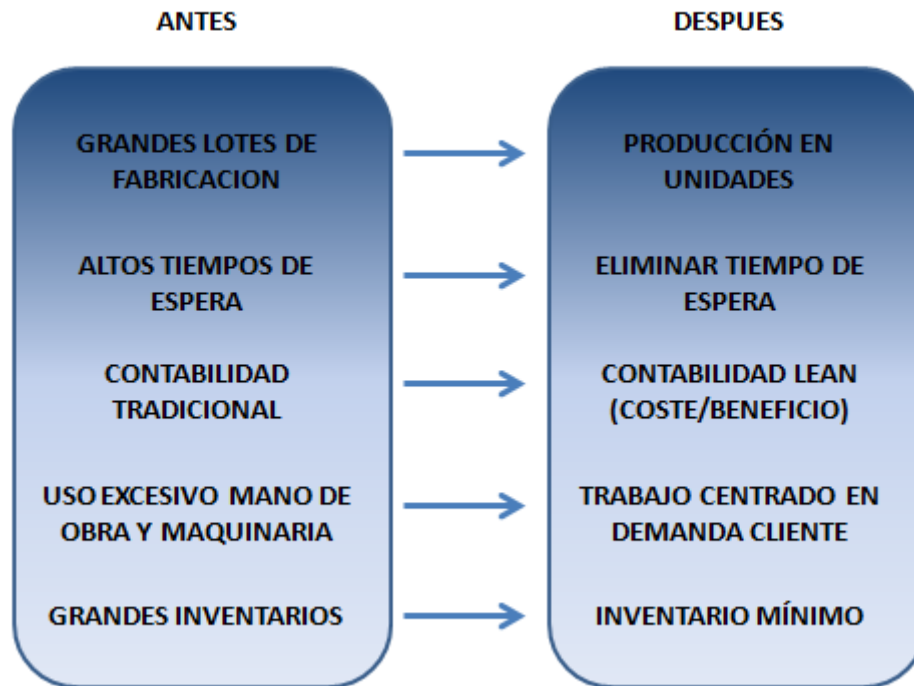 ANTES
DESPUES
GRANDES LOTES DE
FABRICACION
PRODUCCIÓN EN
UNIDADES
ALTOS TIEMPOS DE
ESPERA
ELIMINAR TIEMPO DE
ESPERA
CONTABILIDAD
TRADICIONAL
CONTABILIDAD LEAN
(COSTE/BENEFICIO)
USO EXCESIVO MANO DE
OBRA Y MAQUINARIA
TRABAJO CENTRADO EN
DEMANDA CLIENTE
GRANDES INVENTARIOS
INVENTARIO MÍNIMO